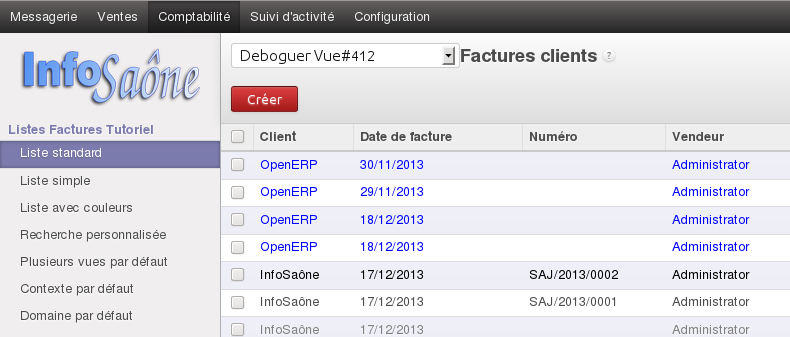 Messagerie Ventes Comptabilité Suivi d'activité Configuration
InfoSaône
Deboguer Vue#412 Factures clients ?
Créer
Listes Factures Tutoriel
Liste standard
Liste simple
Liste avec couleurs
Recherche personnalisée
Plusieurs vues par défaut
Contexte par défaut
Domaine par défaut
Client Date de facture Numéro Vendeur
OpenERP 30/11/2013 Administrator
OpenERP 29/11/2013 Administrator
OpenERP 18/12/2013 Administrator
OpenERP 18/12/2013 Administrator
InfoSaône 17/12/2013 SAJ/2013/0002 Administrator
InfoSaône 17/12/2013 SAJ/2013/0001 Administrator
InfoSaône 17/12/2013 Administrator